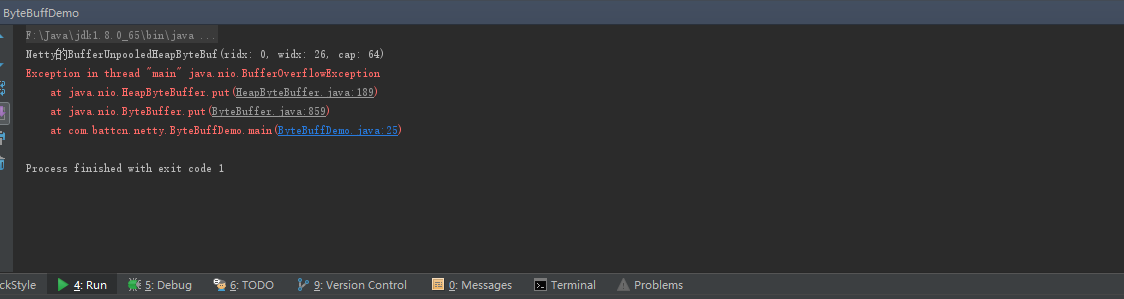 ByteBuffDemo
F:\Java\jdk1.8.0_65\bin\java ...
Netty的BufferUnpooledHeapByteBuf(ridx: 0, widx: 26, cap: 64)
Exception in thread "main" java.nio.BufferOverflowException
at java.nio.HeapByteBuffer.put(HeapByteBuffer.java:189)
at java.nio.ByteBuffer.put(ByteBuffer.java:859)
at com.battcn.netty.ByteBuffDemo.main(ByteBuffDemo.java:25)
Process finished with exit code 1
ckStyle 4: Run 5: Debug 6: TODO 9: Version Control 0: Messages Terminal Problems